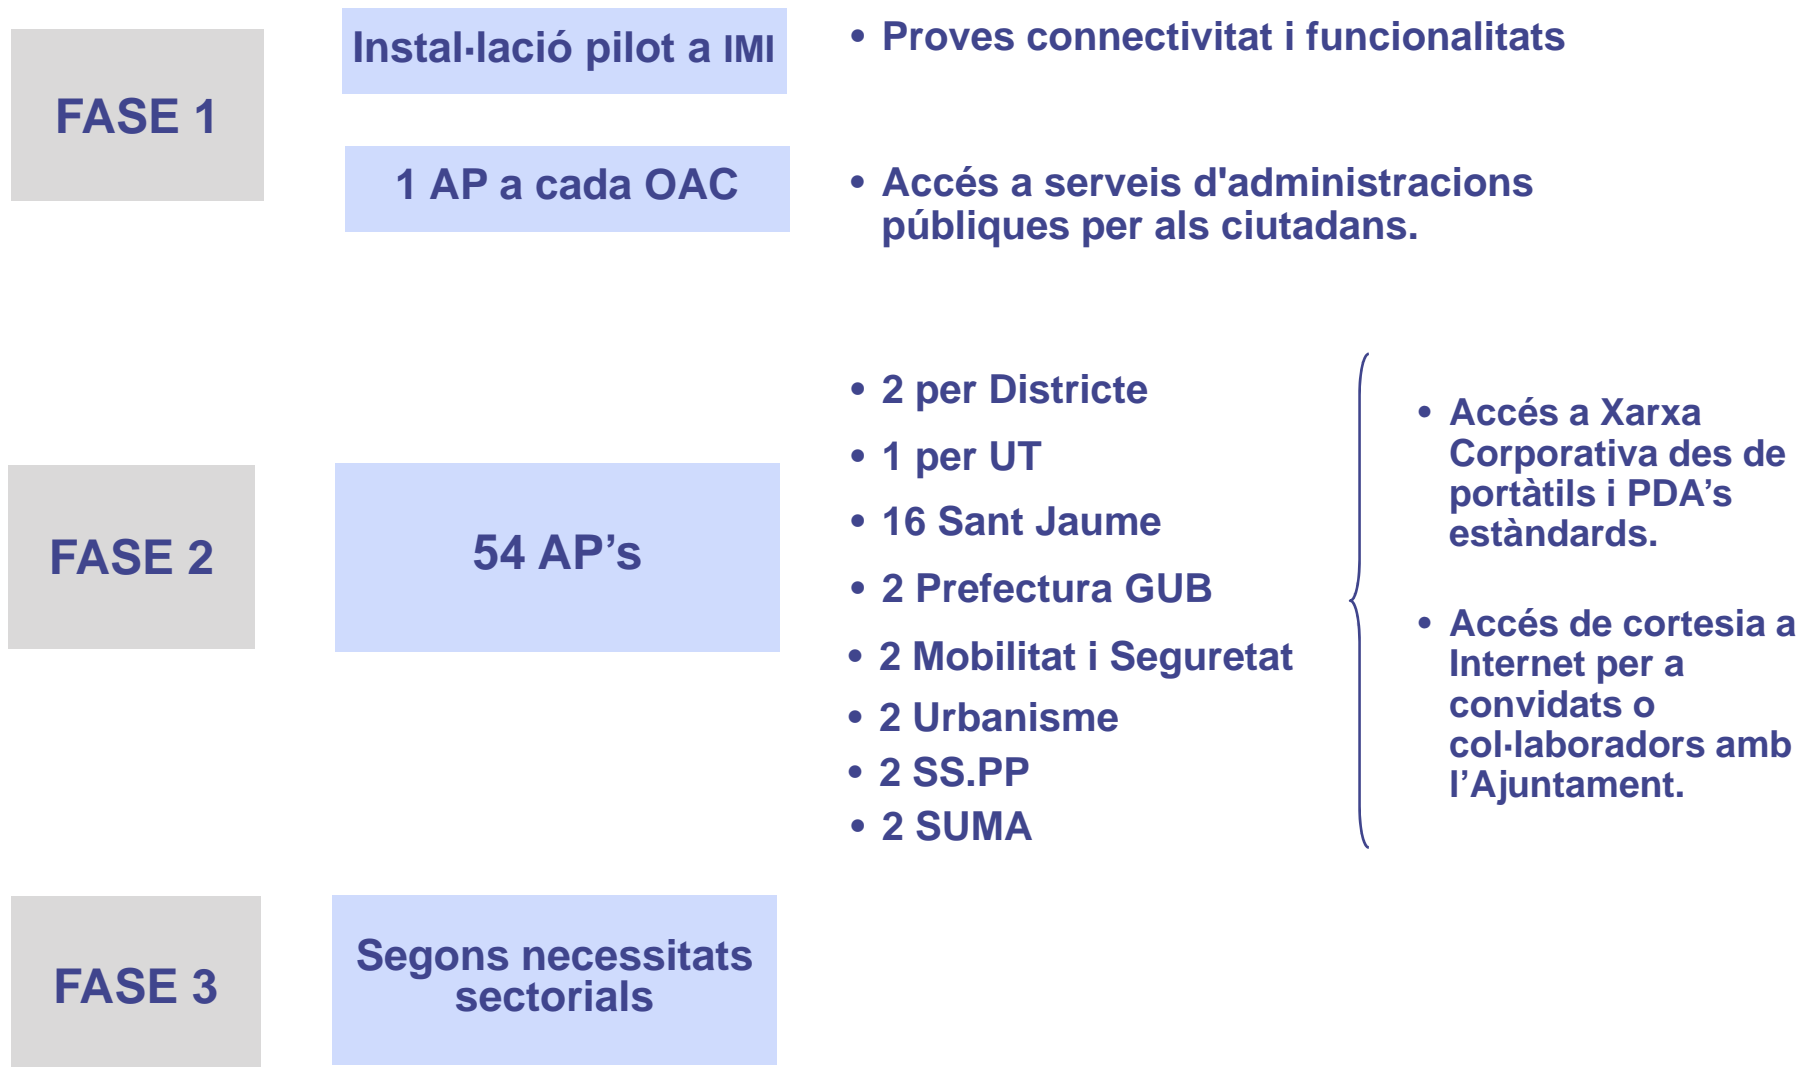 FASE 1
Instal·lació pilot a IMI
• Proves connectivitat i funcionalitats
1 AP a cada OAC
• Accés a serveis d'administracions
públiques per als ciutadans.
FASE 2
54 AP’s
• 2 per Districte
• 1 per UT
• 16 Sant Jaume
• 2 Prefectura GUB
• 2 Mobilitat i Seguretat
• 2 Urbanisme
• 2 SS.PP
• 2 SUMA
• Accés a Xarxa
Corporativa des de
portàtils i PDA’s
estàndards.
• Accés de cortesia a
Internet per a
convidats o
col·laboradors amb
l’Ajuntament.
FASE 3
Segons necessitats
sectorials